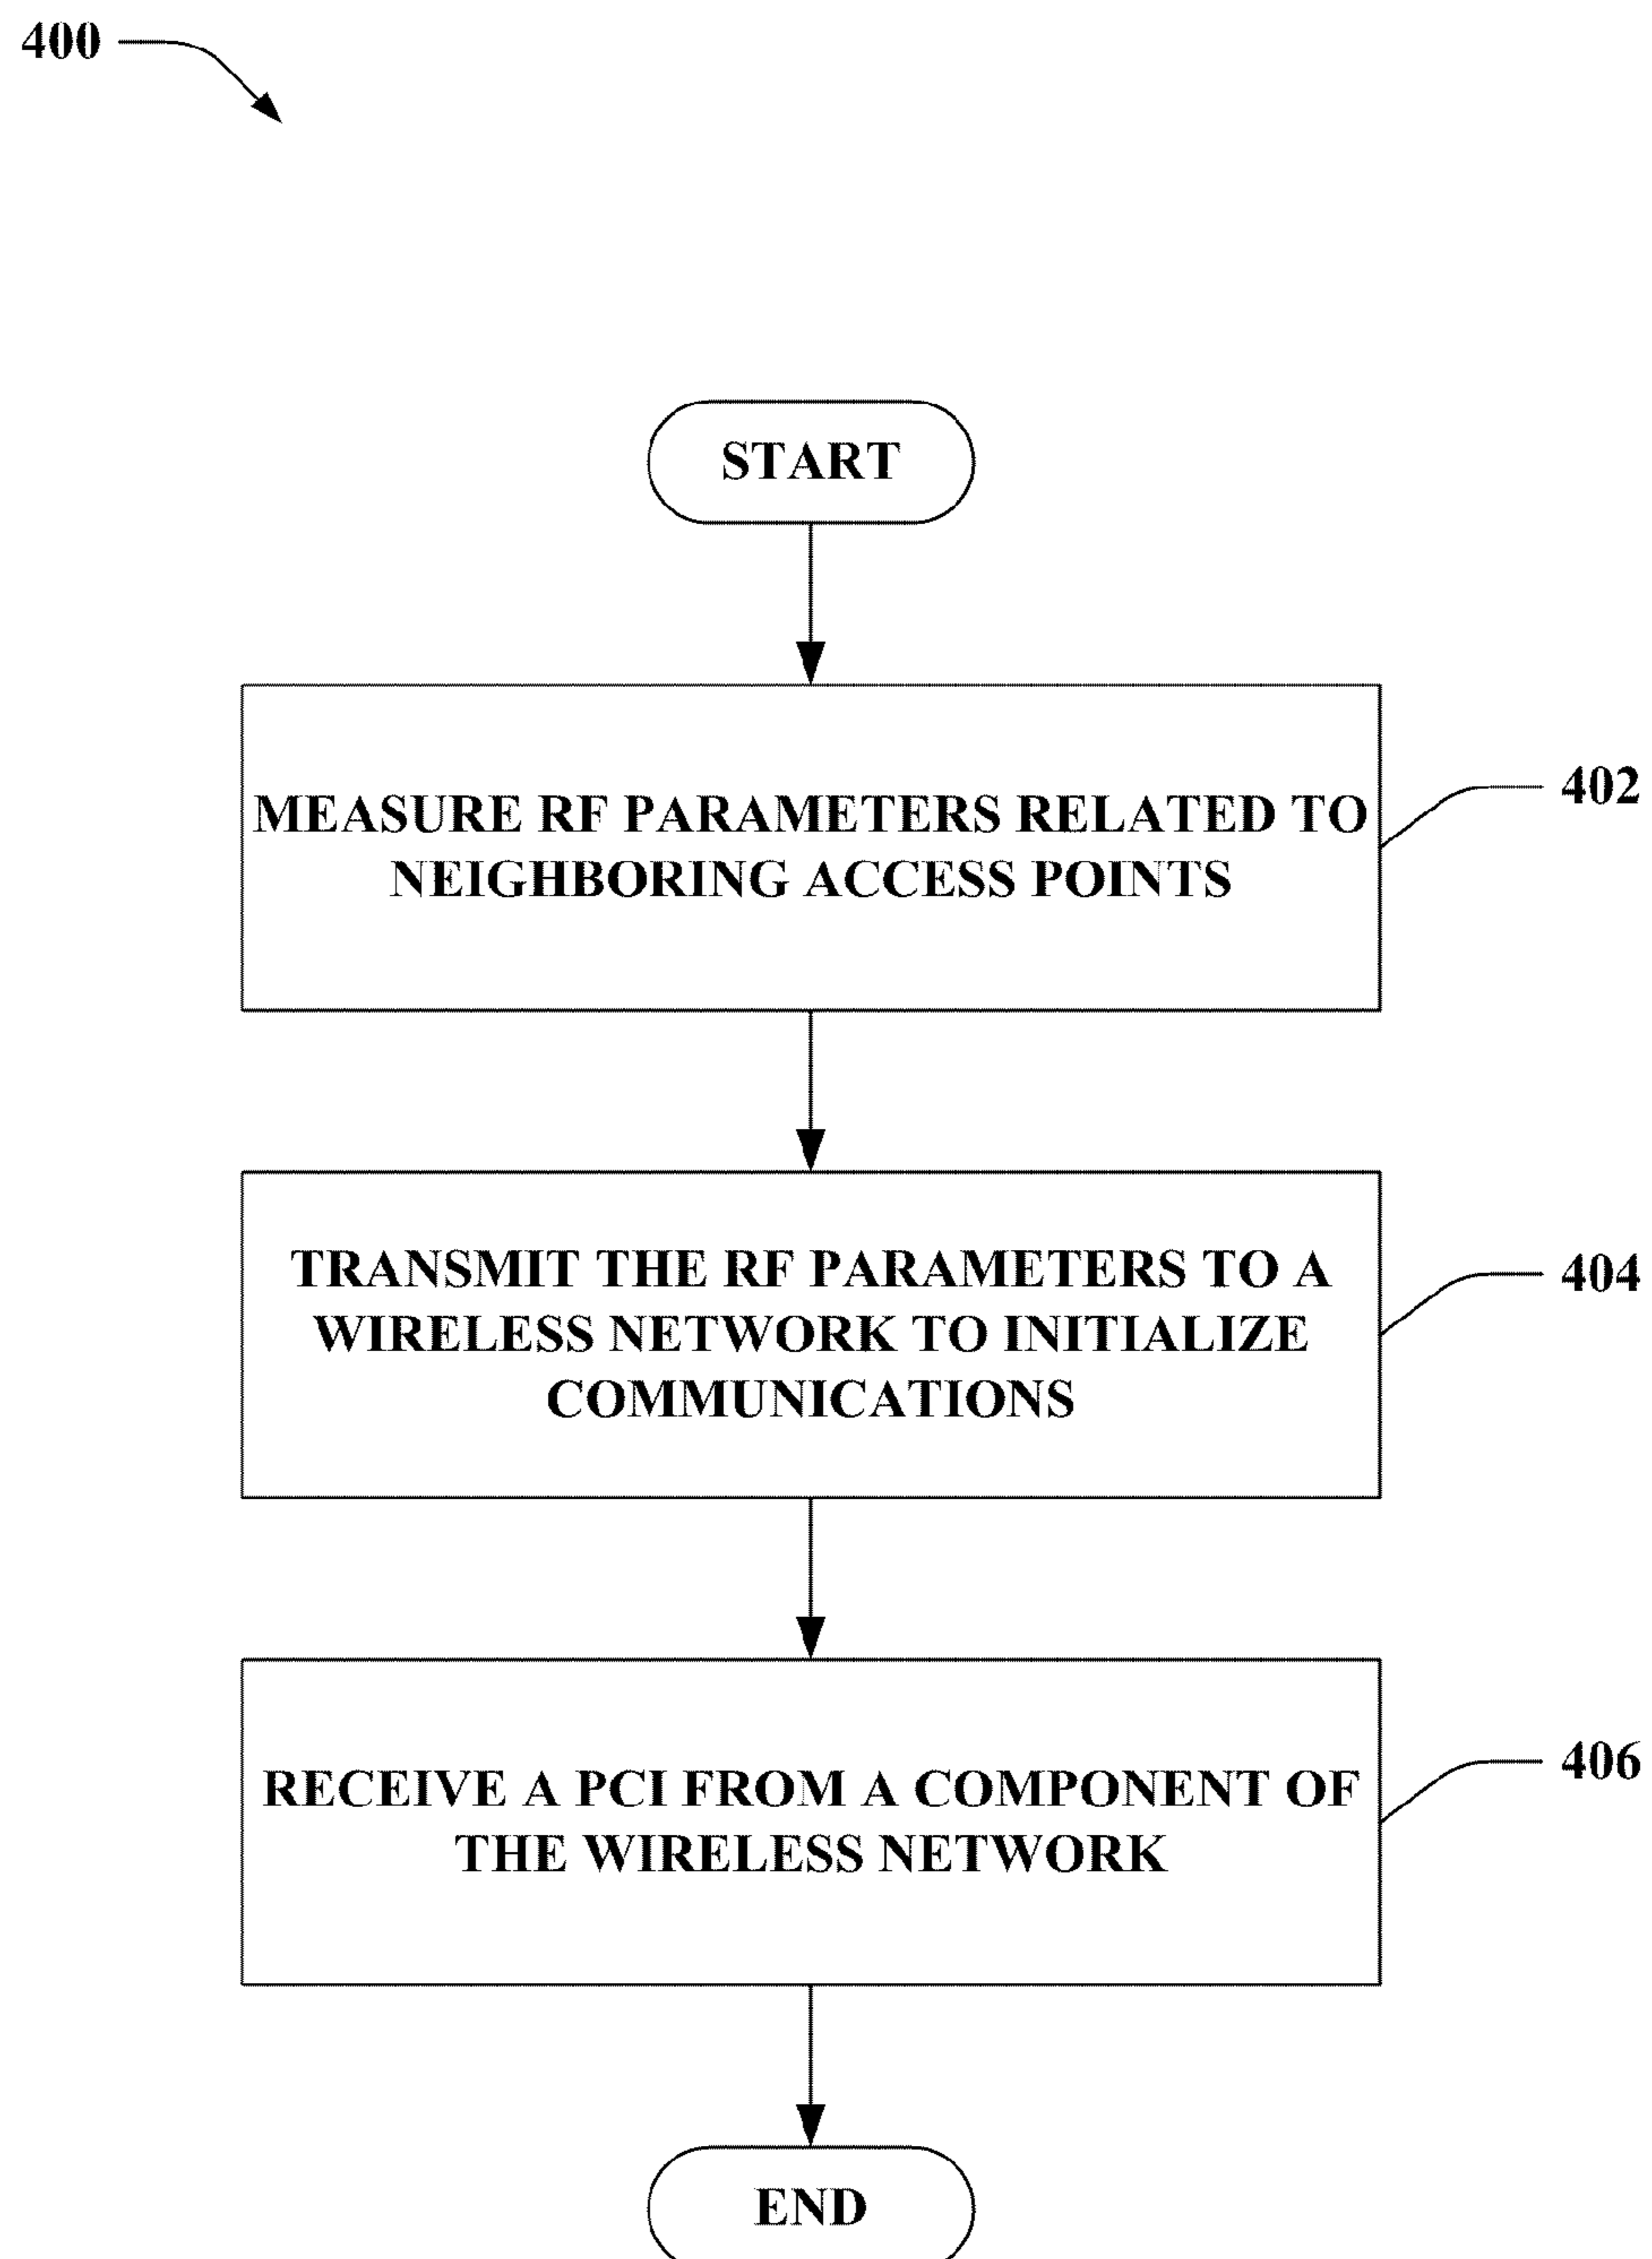 400
START
MEASURE RF PARAMETERS RELATED TO
NEIGHBORING ACCESS POINTS
402
TRANSMIT THE RF PARAMETERS TO A
WIRELESS NETWORK TO INITIALIZE
COMMUNICATIONS
404
RECEIVE A PCI FROM A COMPONENT OF
THE WIRELESS NETWORK
406
END